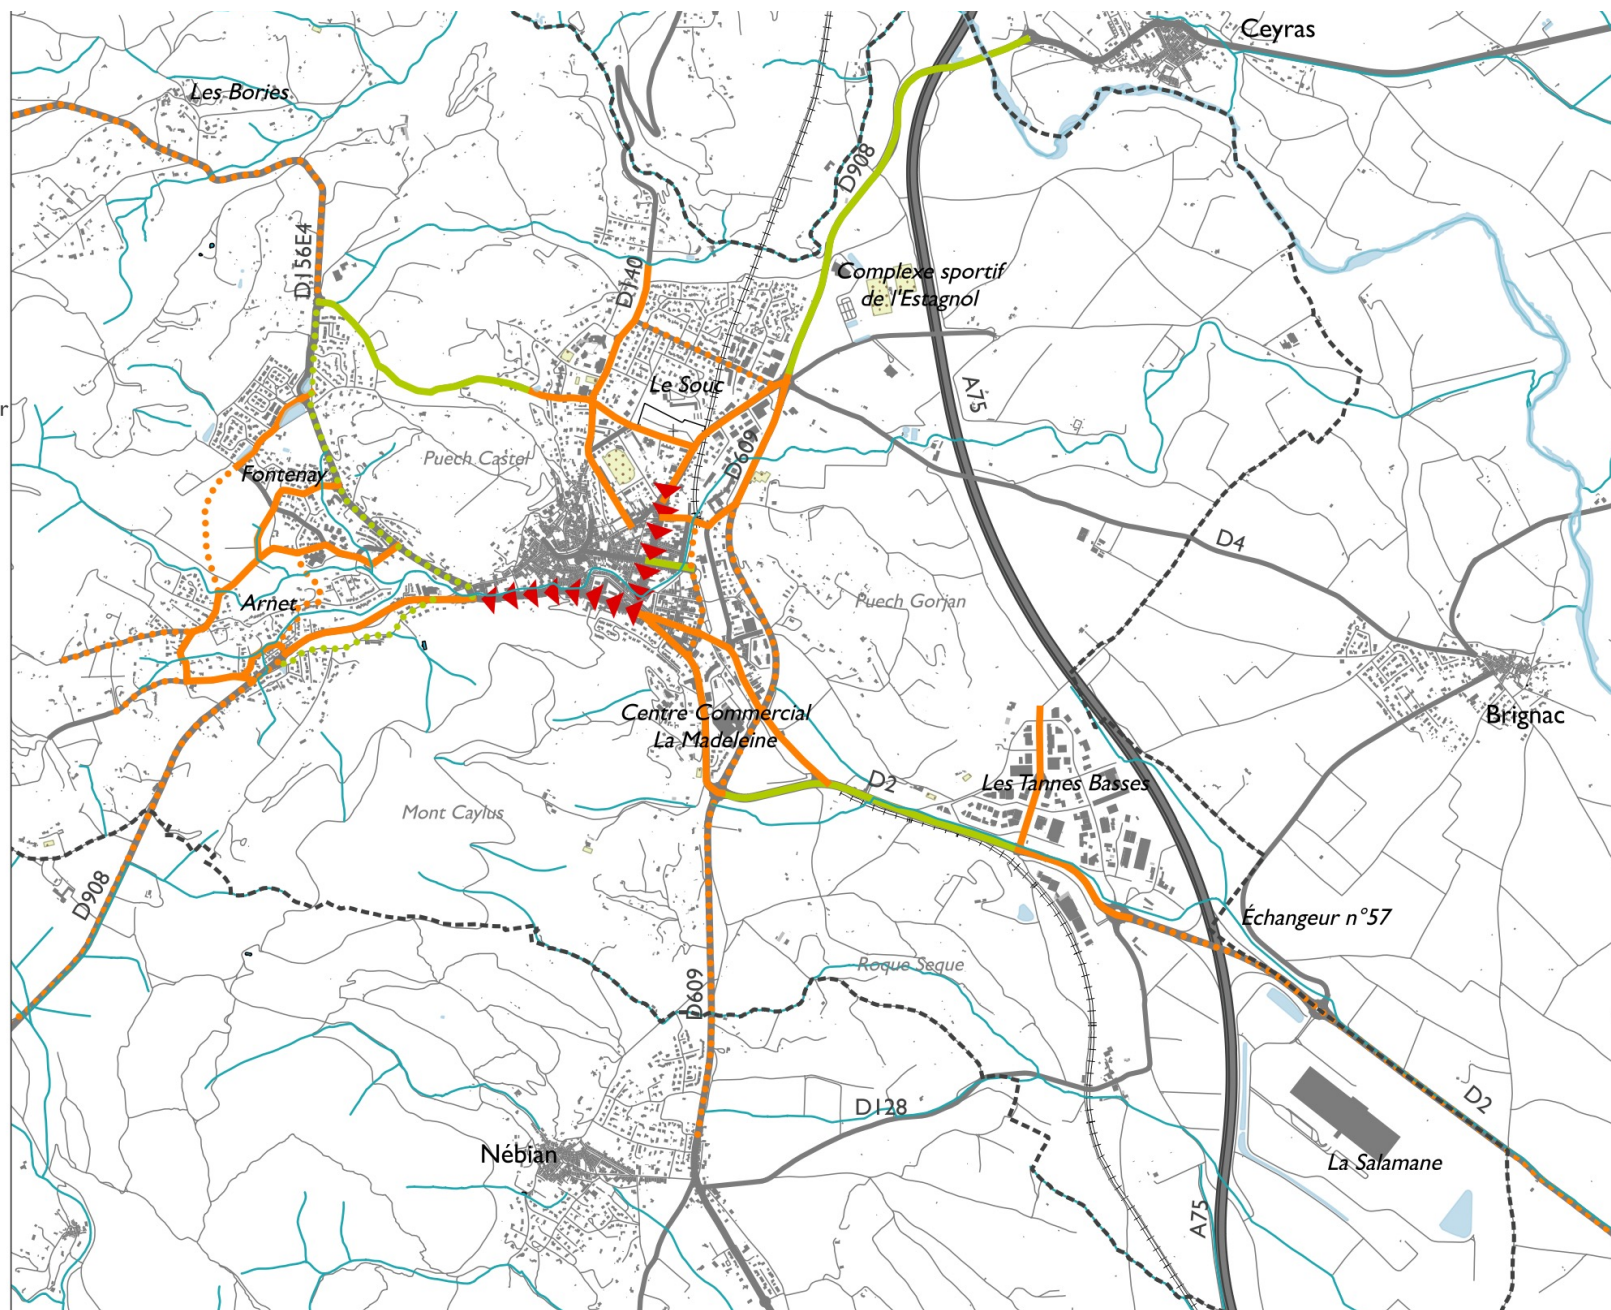 Ceyras
Les Bories
D908
D156E4
D140
Complexe sportif
de l'Estagnol
A75
Le Souc
r
D609
Puech Castel
Fontenay
D4
Arnet
Puech Gorjan
Centre Commercial
La Madeleine
Brignac
D2
Les Tannes Basses
Mont Caylus
D908
Échangeur n°57
Roque Seque
D609
D128
D2
Nébian
La Salamane
A75